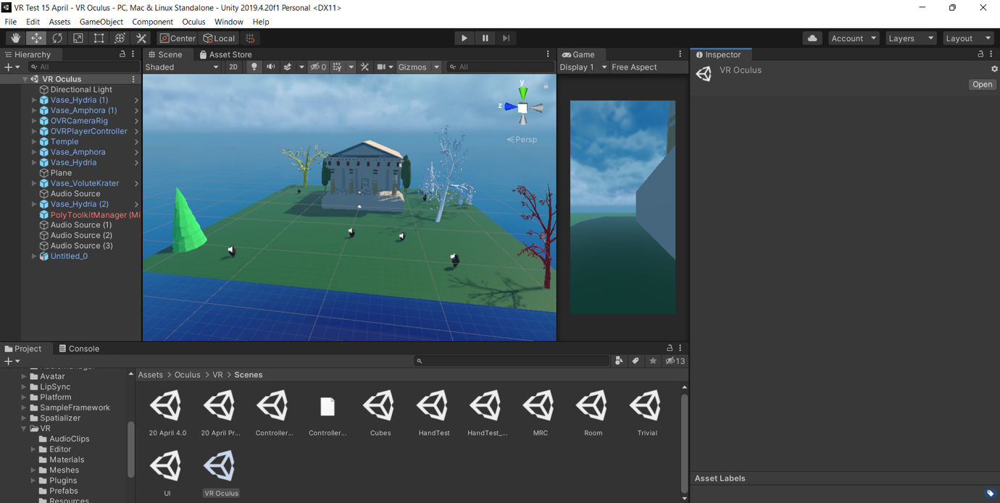 VR Test 15 April - VR Oculus - PC, Mac & Linux Standalone - Unity 2019.4.20f1 Personal <DX11>
File Edit Assets GameObject Component Oculus Window Help
Center Local Account Layers Layout
Hierarchy
All
VR Oculus
Directional Light
Vase_Hydria (1)
Vase_Amphora (1)
OVRCameraRig
OVRPlayerController
Temple
Vase_Amphora
Vase_Hydria
Plane
Vase_VoluteKrater
Audio Source
Vase_Hydria (2)
PolyToolkitManager (Mi
Audio Source (1)
Audio Source (2)
Audio Source (3)
Untitled_0
Scene Asset Store
Shaded 2D 0 Gizmos All
y
z
Persp
Game
Display 1 Free Aspect
Inspector
VR Oculus
Open
Asset Labels
Project Console
13
Avatar
LipSync
Platform
SampleFramework
Spatializer
VR
AudioClips
Editor
Materials
Meshes
Plugins
Prefabs
Resources
Assets > Oculus > VR > Scenes
20 April 4.0 20 April Pr... Controller... Controller... Cubes HandTest HandTest_... MRC Room Trivial
UI VR Oculus